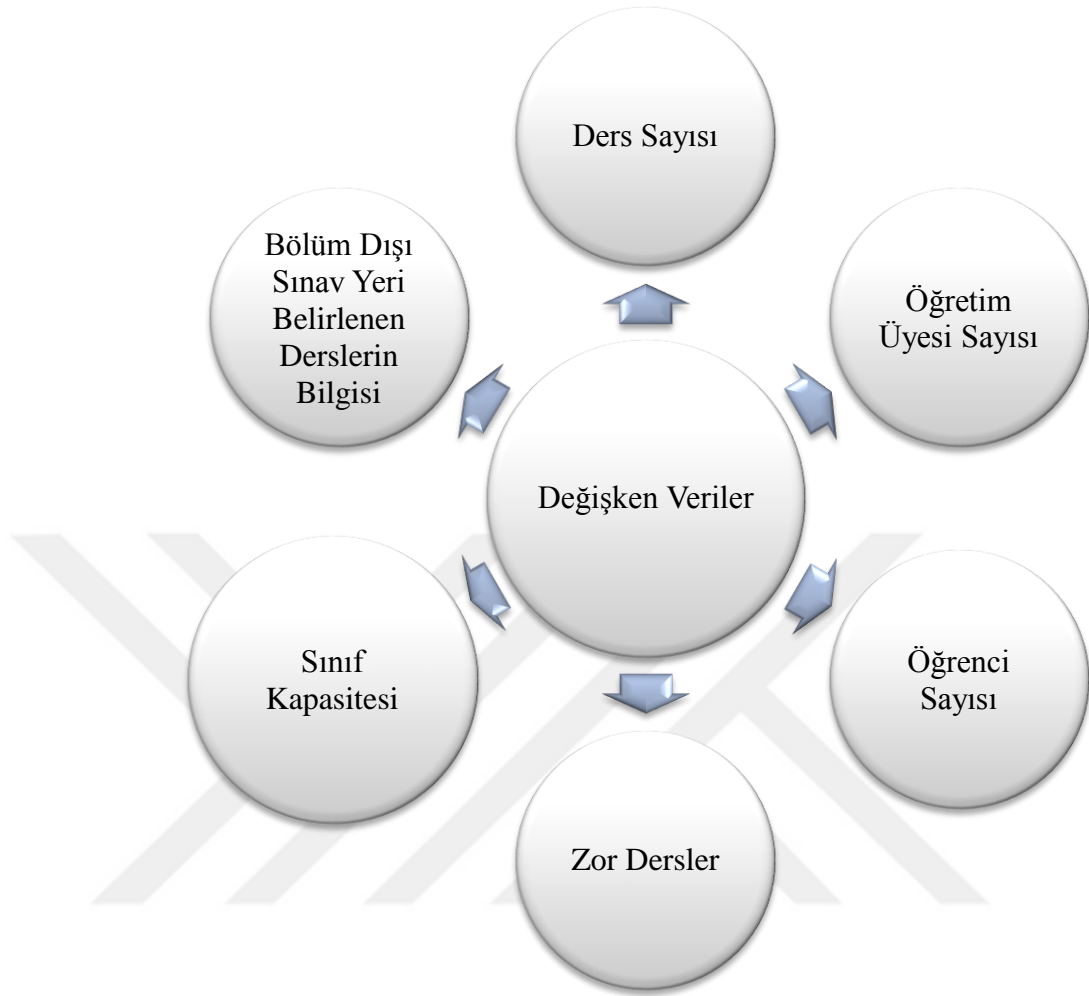 Ders Sayısı
Bölüm Dışı
Sınav Yeri
Belirlenen
Derslerin
Bilgisi
Öğretim
Üyesi Sayısı
Değişken Veriler
Sınıf
Kapasitesi
Öğrenci
Sayısı
Zor Dersler